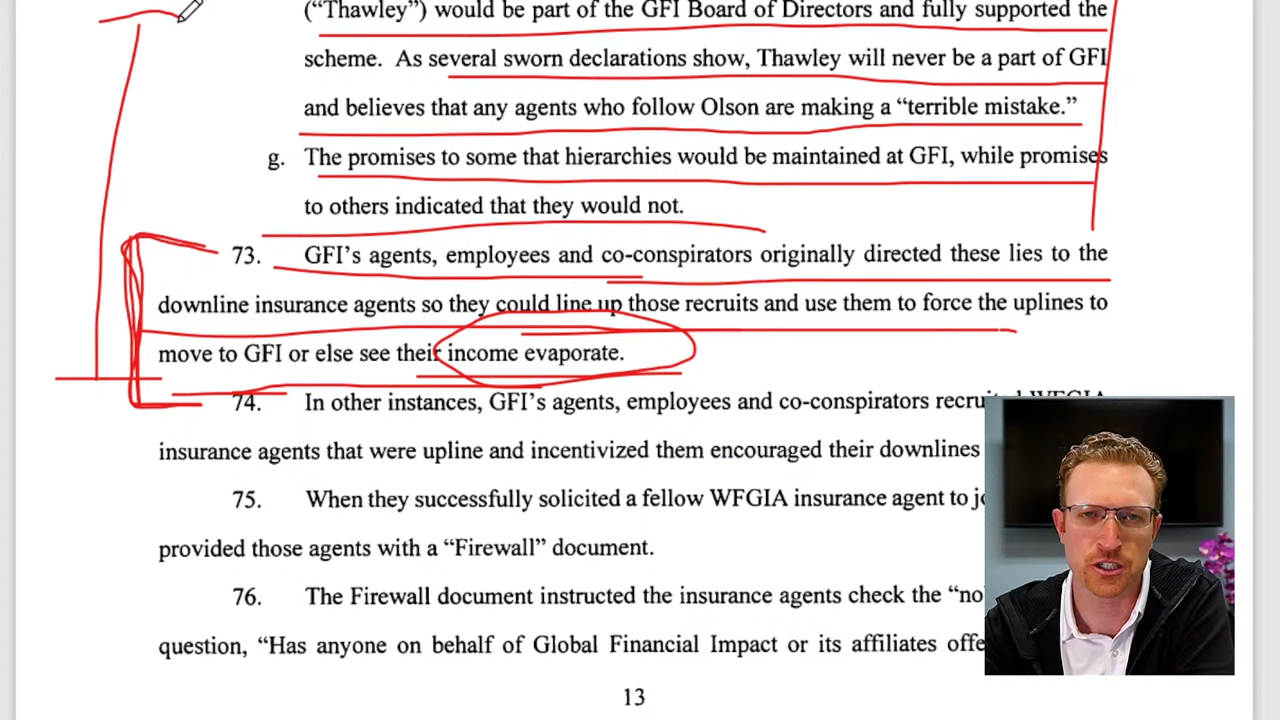 (“Thawley”) would be part of the GFI Board of Directors and fully supported the
scheme. As several sworn declarations show, Thawley will never be a part of GFI
and believes that any agents who follow Olson are making a “terrible mistake.”
g. The promises to some that hierarchies would be maintained at GFI, while promises
to others indicated that they would not.
73. GFI’s agents, employees and co-conspirators originally directed these lies to the
downline insurance agents so they could line up those recruits and use them to force the uplines to
move to GFI or else see their income evaporate.
74. In other instances, GFI’s agents, employees and co-conspirators
insurance agents that were upline and incentivized them encouraged their downlines
75. When they successfully solicited a fellow WFGIA insurance agent to
provided those agents with a “Firewall” document.
76. The Firewall document instructed the insurance agents check the “no
question, “Has anyone on behalf of Global Financial Impact or its affiliates
13